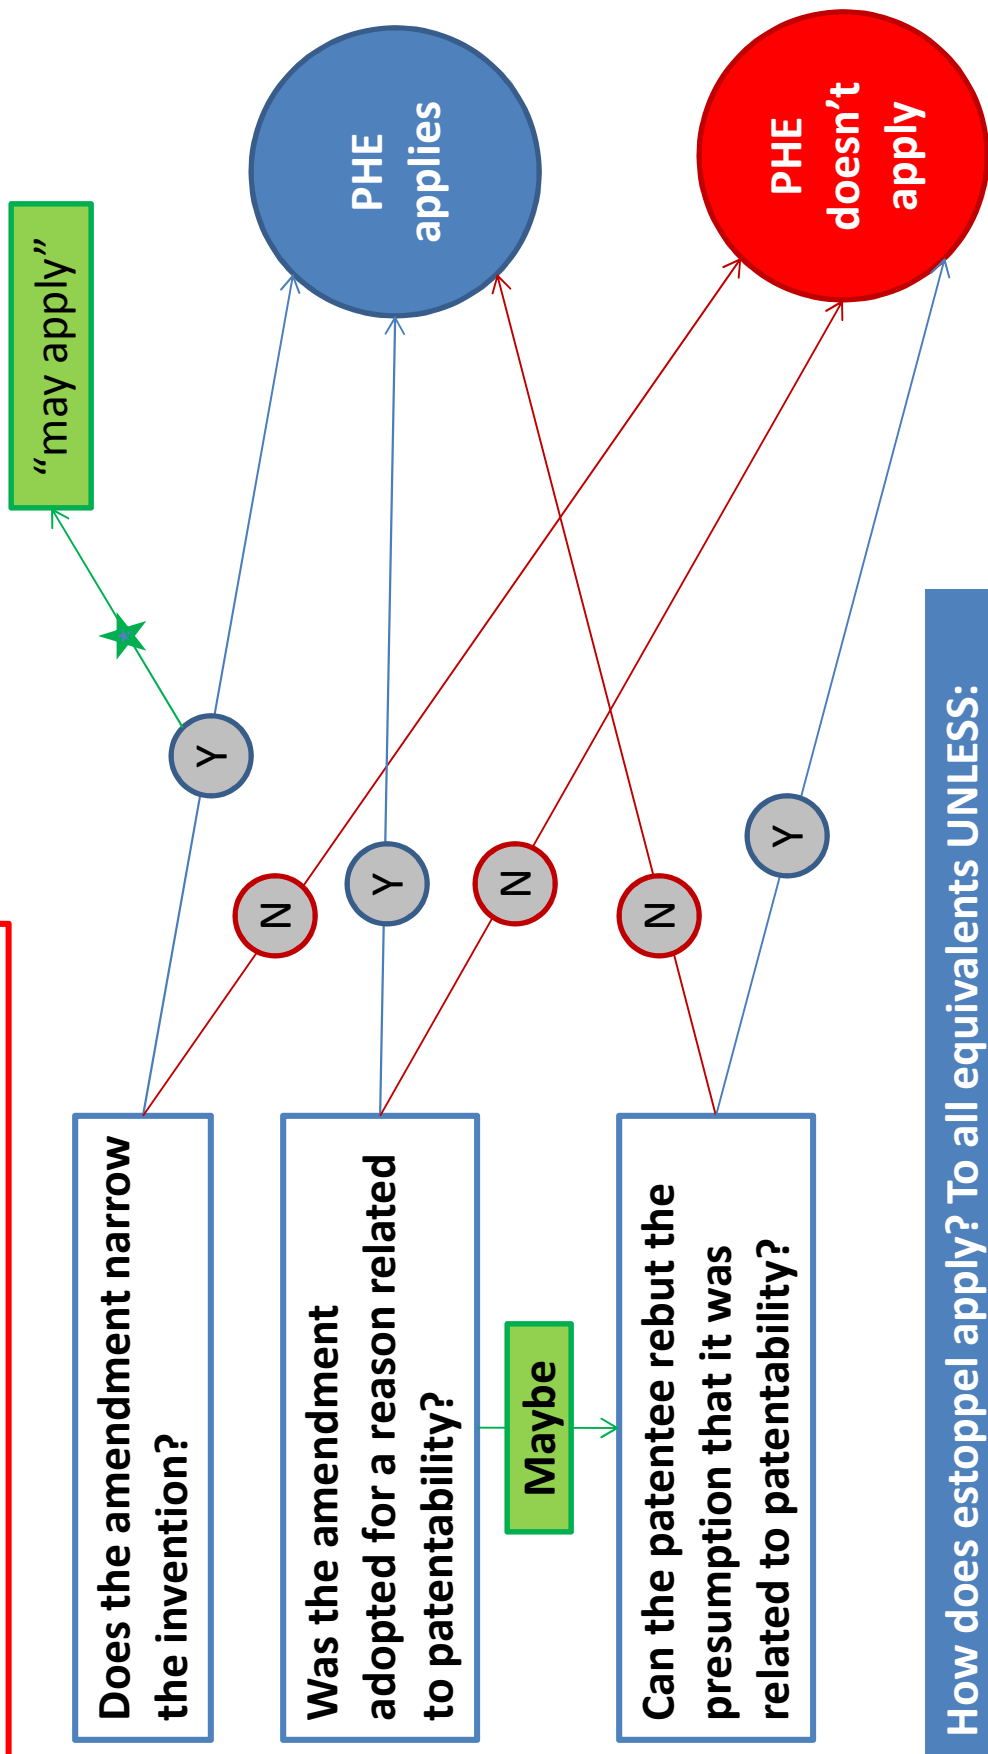 Does the amendment narrow
the invention?
Y
“may apply”
N
PHE
applies
Was the amendment
adopted for a reason related
to patentability?
Y
N
Maybe
Can the patentee rebut the
presumption that it was
related to patentability?
N
Y
PHE
doesn’t
apply
How does estoppel apply? To all equivalents UNLESS: